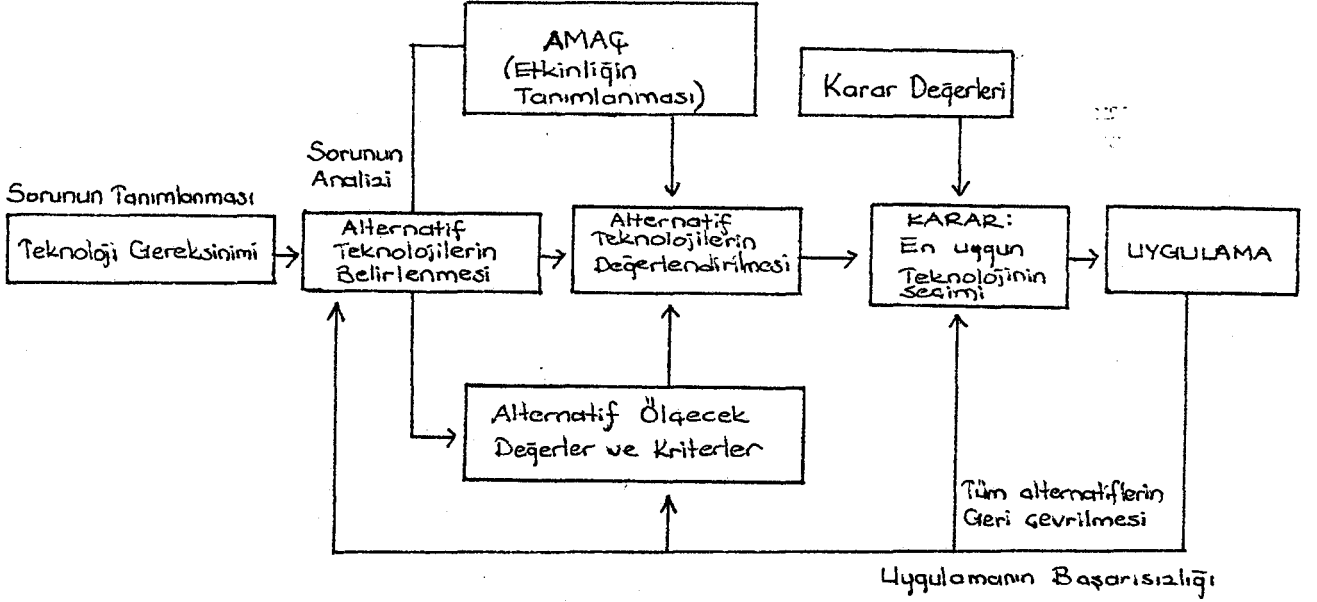 AMAÇ
(Etkinliğin
Tanımlanması)
Karar Değerleri
Sorunun
Analizi
Sorunun Tanımlanması
Teknoloji Gereksinimi
Alternatif
Teknolojilerin
Belirlenmesi
Alternatif
Teknolojilerin
Değerlendirilmesi
KARAR:
En uygun
Teknolojinin
Seçimi
UYGULAMA
Alternatif Ölçecek
Değerler ve Kriterler
Tüm alternatiflerin
Geri çevrilmesi
Uygulamanın Başarısızlığı